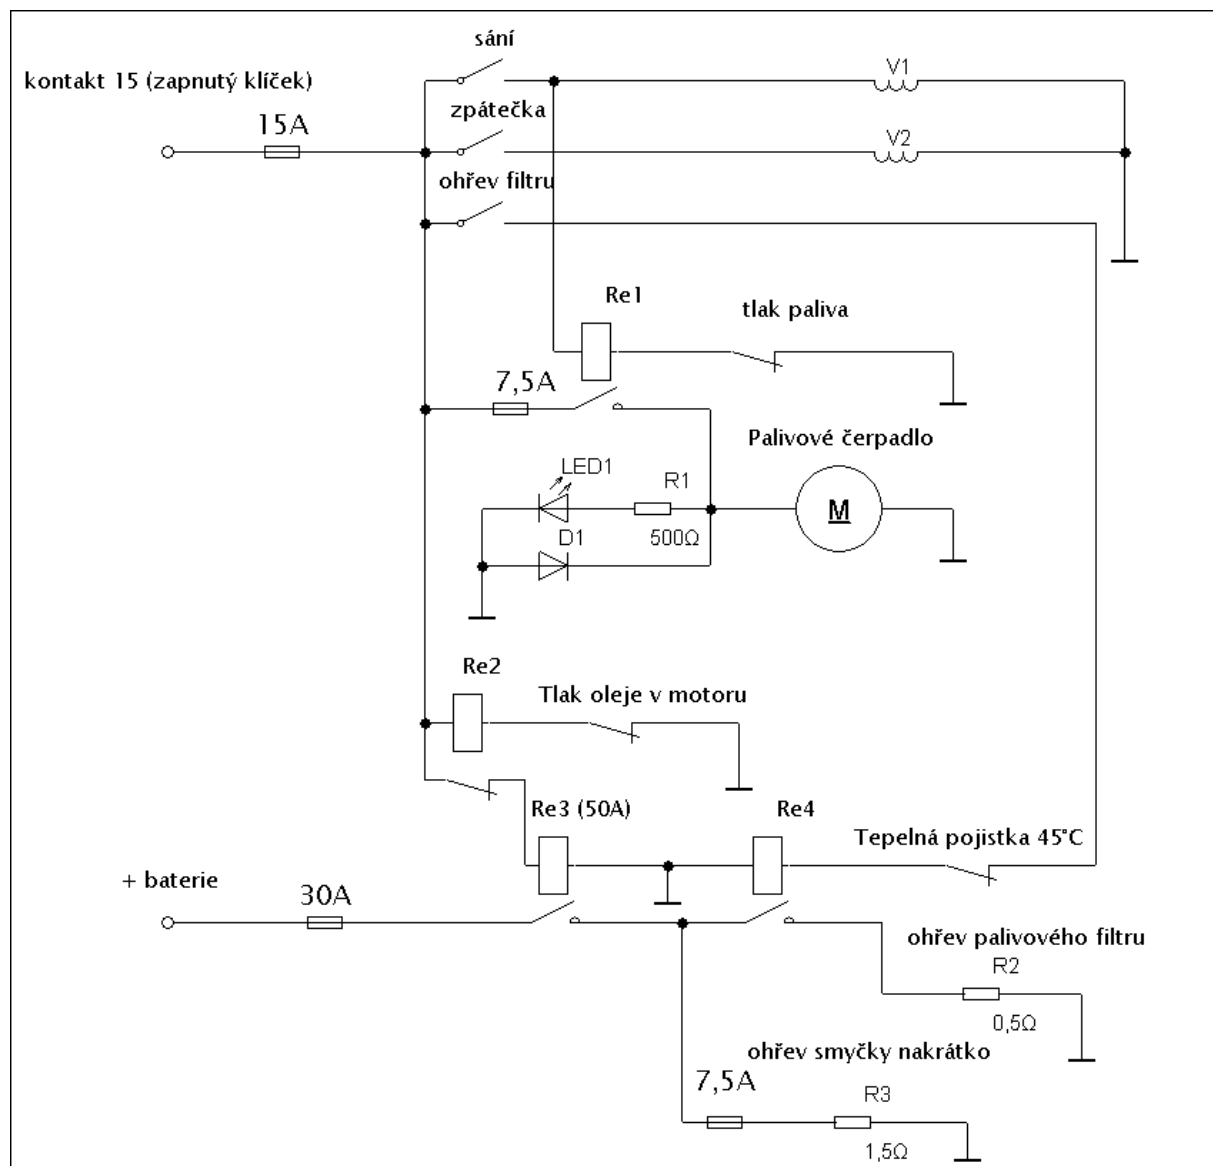 sání
V1
kontakt 15 (zapnutý klíček)
zpátečka
15A
V2
ohřev filtru
Re1
tlak paliva
7,5A
Palivové čerpadlo
LED1
R1
M
500Ω
D1
Re2
Tlak oleje v motoru
Re3 (50A)
Re4
Tepelná pojistka 45°C
+ baterie
30A
ohřev palivového filtru
R2
0,5Ω
ohřev smyčky nakrátko
7,5A
R3
1,5Ω